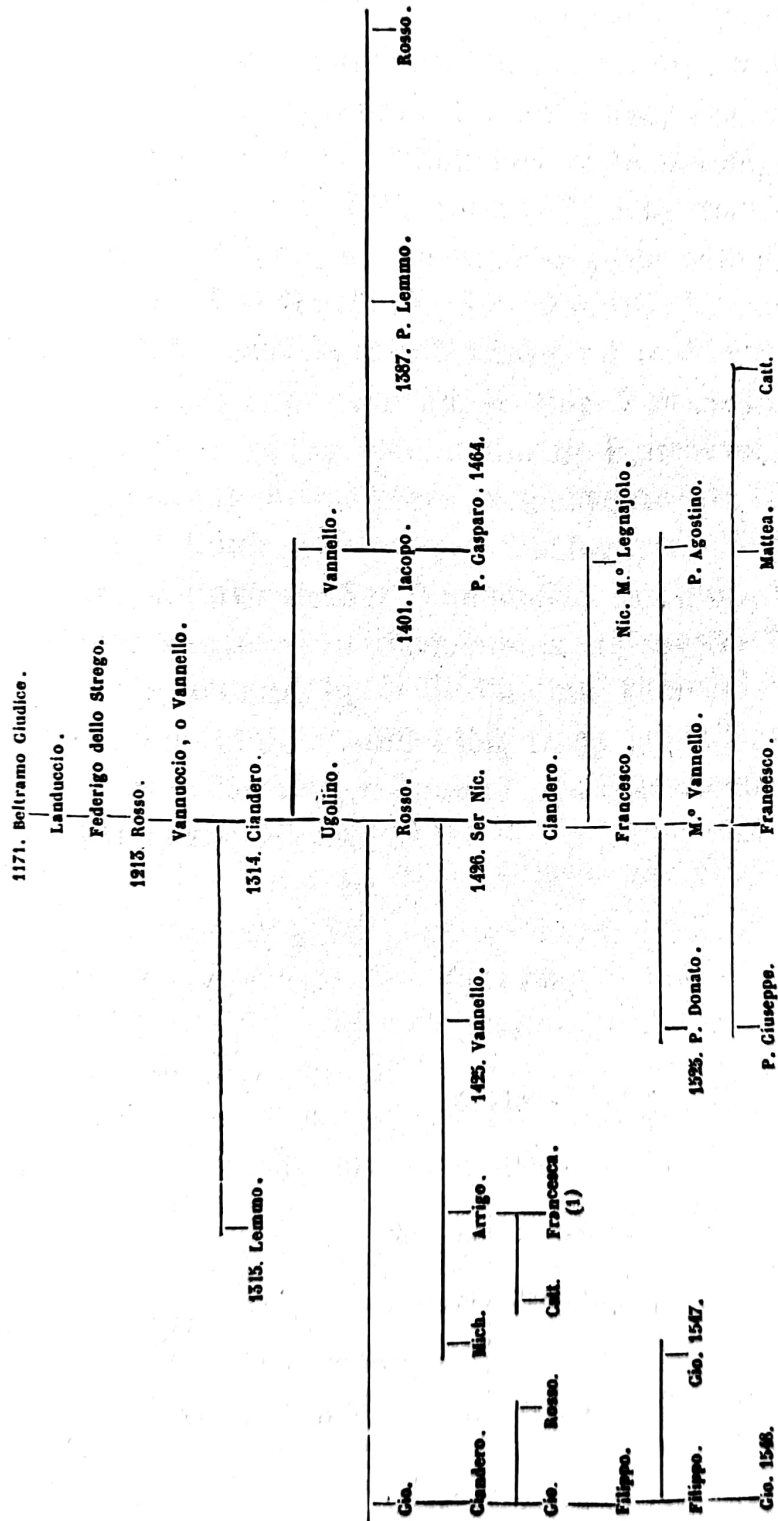 1171. Beltramo Giudice.
Landuccio.
Federigo dello Strego.
1213. Rosso.
Vannuccio, o Vannello.
1315. Lemmo.
1314. Ciandero.
Ugolino.
Vannello.
Gio.
Rosso.
1401. Iacopo.
1387. P. Lemmo.
Rosso.
Ciandero.
Mich.
Arrigo.
1425. Vannello.
1426. Ser Nic.
P. Gasparo. 1464.
Gio.
Rosso.
Catt.
Francesca.
(1)
Ciandero.
Filippo.
Francesco.
Nic. M.º Legnajolo.
Filippo.
Gio. 1547.
1525. P. Donato.
M.º Vannello.
P. Agostino.
Gio. 1546.
P. Giuseppe.
Francesco.
Mattea.
Catt.